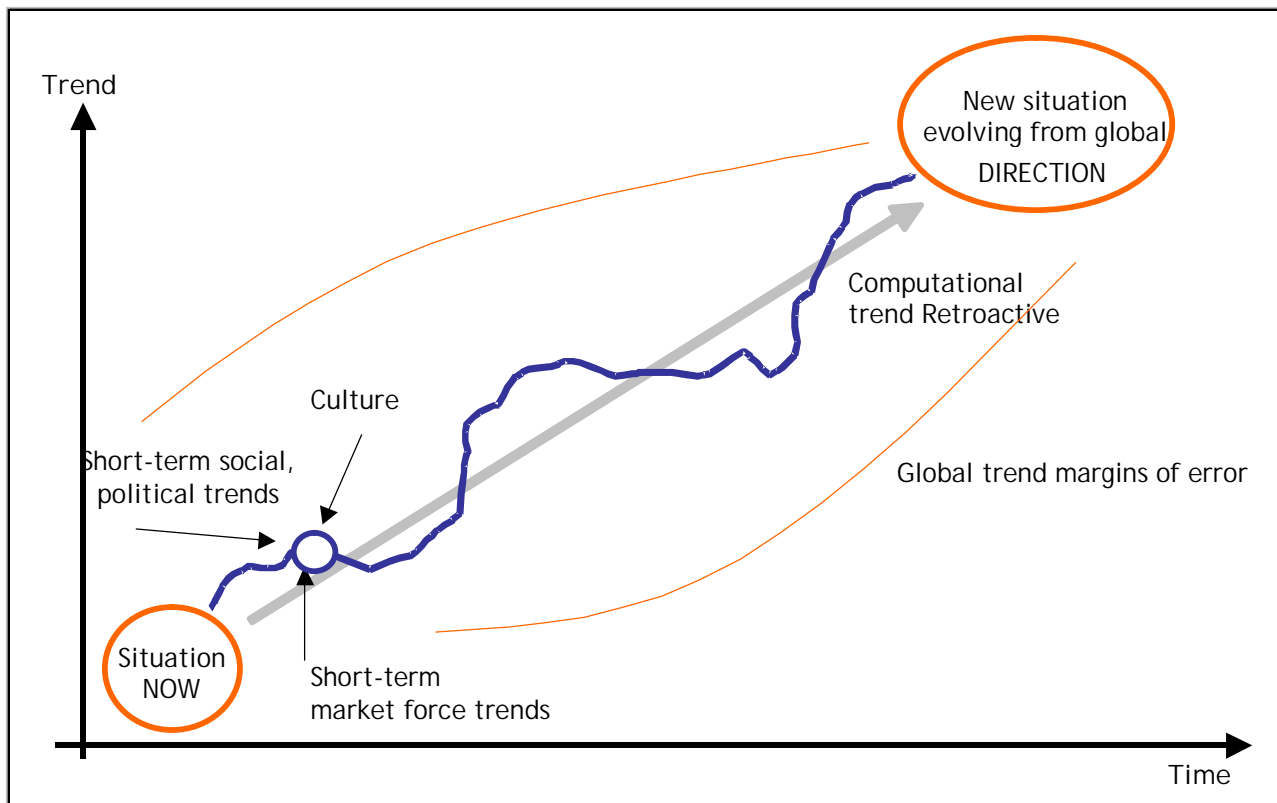 Trend
New situation
evolving from global
DIRECTION
Computational
trend Retroactive
Culture
Short-term social,
political trends
Global trend margins of error
Situation
NOW
Short-term
market force trends
Time